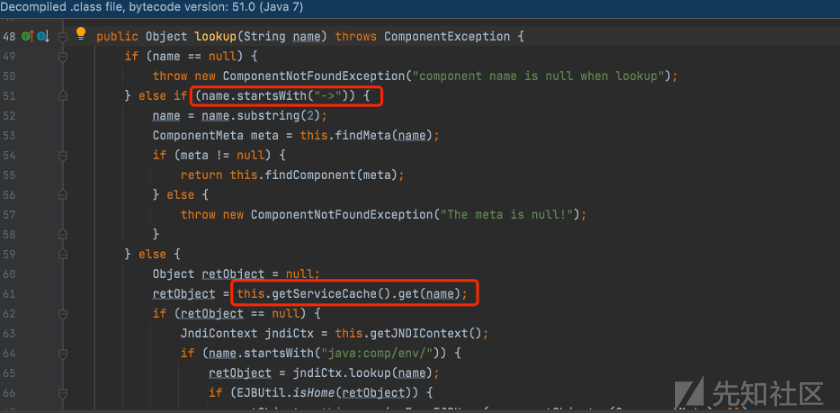 Decompiled .class file, bytecode version: 51.0 (Java 7)
48 public Object lookup(String name) throws ComponentException {
49 if (name == null) {
50 throw new ComponentNotFoundException("component name is null when lookup");
51 } else if (name.startsWith("->")) {
52 name = name.substring(2);
53 ComponentMeta meta = this.findMeta(name);
54 if (meta != null) {
55 return this.findComponent(meta);
56 } else {
57 throw new ComponentNotFoundException("The meta is null!");
58 }
59 } else {
60 Object retObject = null;
61 retObject = this.getServiceCache().get(name);
62 if (retObject == null) {
63 JndiContext jndiCtx = this.getJNDIContext();
64 if (name.startsWith("java:comp/env/")) {
65 retObject = jndiCtx.lookup(name);
66 if (EJBUtil.isHome(retObject)) {
先知社区